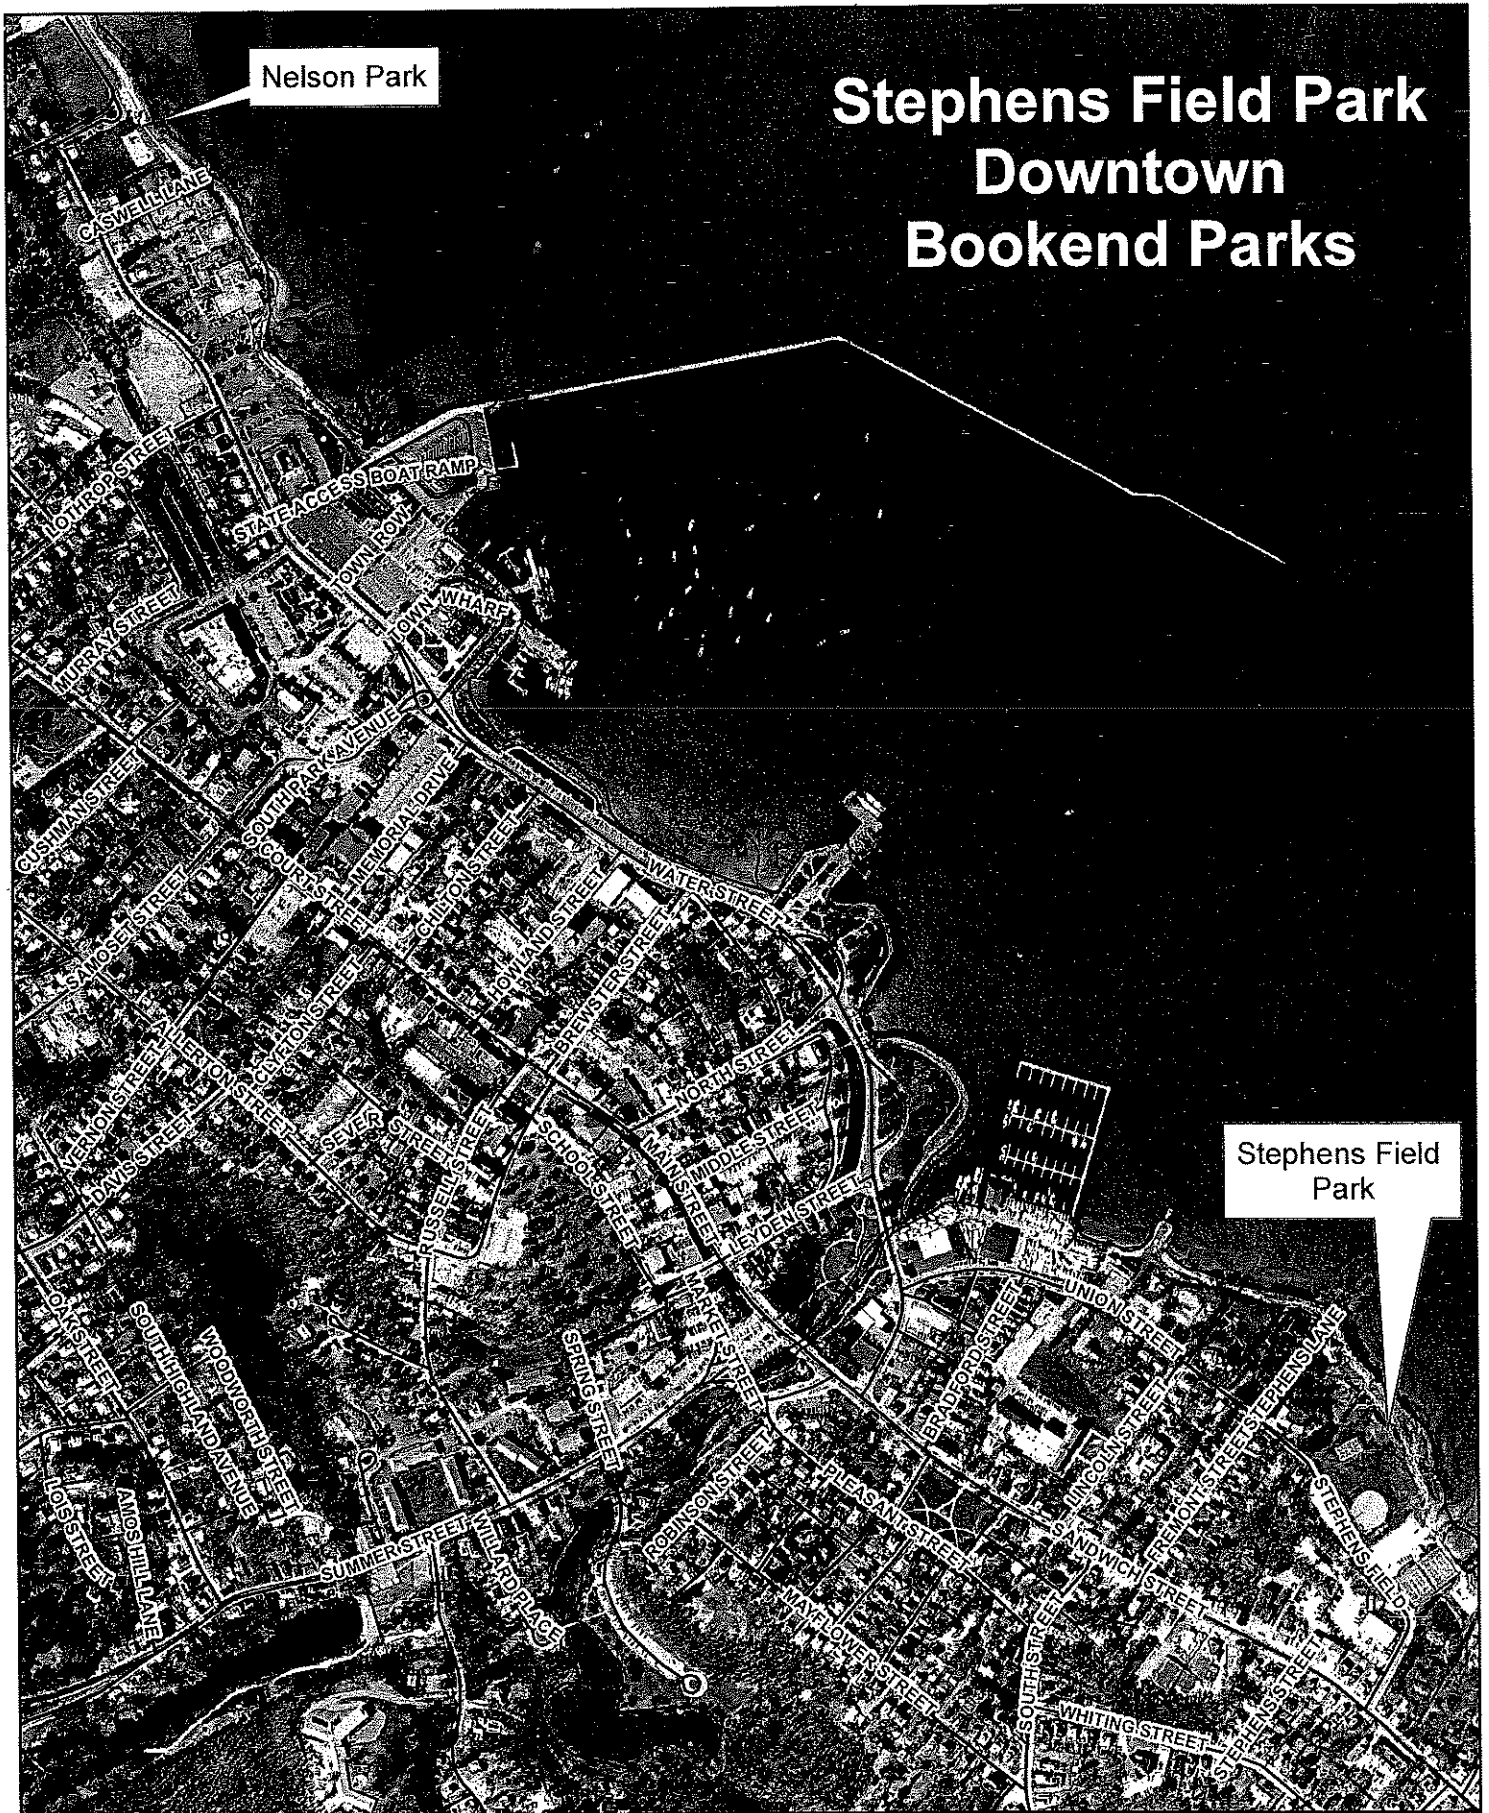 Nelson Park
Stephens Field Park
Downtown
Bookend Parks
CASWELL LANE
LOTHROP STREET
STATE ACCESS BOAT RAMP
TOWN ROW
TOWN WHARF
MURRAY STREET
CUSHMAN STREET
SOUTH PARK AVENUE
MEMORIAL DRIVE
COURT STREET
CHILTON STREET
SAMOSET STREET
HOWLAND STREET
WATER STREET
BREWSTER STREET
ALLERTON STREET
CLYFTON STREET
VERNON STREET
DAVIS STREET
SEVER STREET
NORTH STREET
RUSSELL STREET
SCHOOL STREET
MAIN STREET
MIDDLE STREET
LEYDEN STREET
Stephens Field
Park
OAK STREET
SOUTH HIGHLAND AVENUE
WOODWORTH STREET
SPRING STREET
MARKET STREET
UNION STREET
BRADFORD STREET
LINCOLN STREET
FREMONT STREET
STEPHENS LANE
LOIS STREET
AMOS HILL LANE
SUMMER STREET
WILLARD PLACE
ROBINSON STREET
PLEASANT STREET
SANDWICH STREET
STEPHENS FIELD
MAYFLOWER STREET
SOUTH STREET
WHITING STREET
STEPHENS STREET